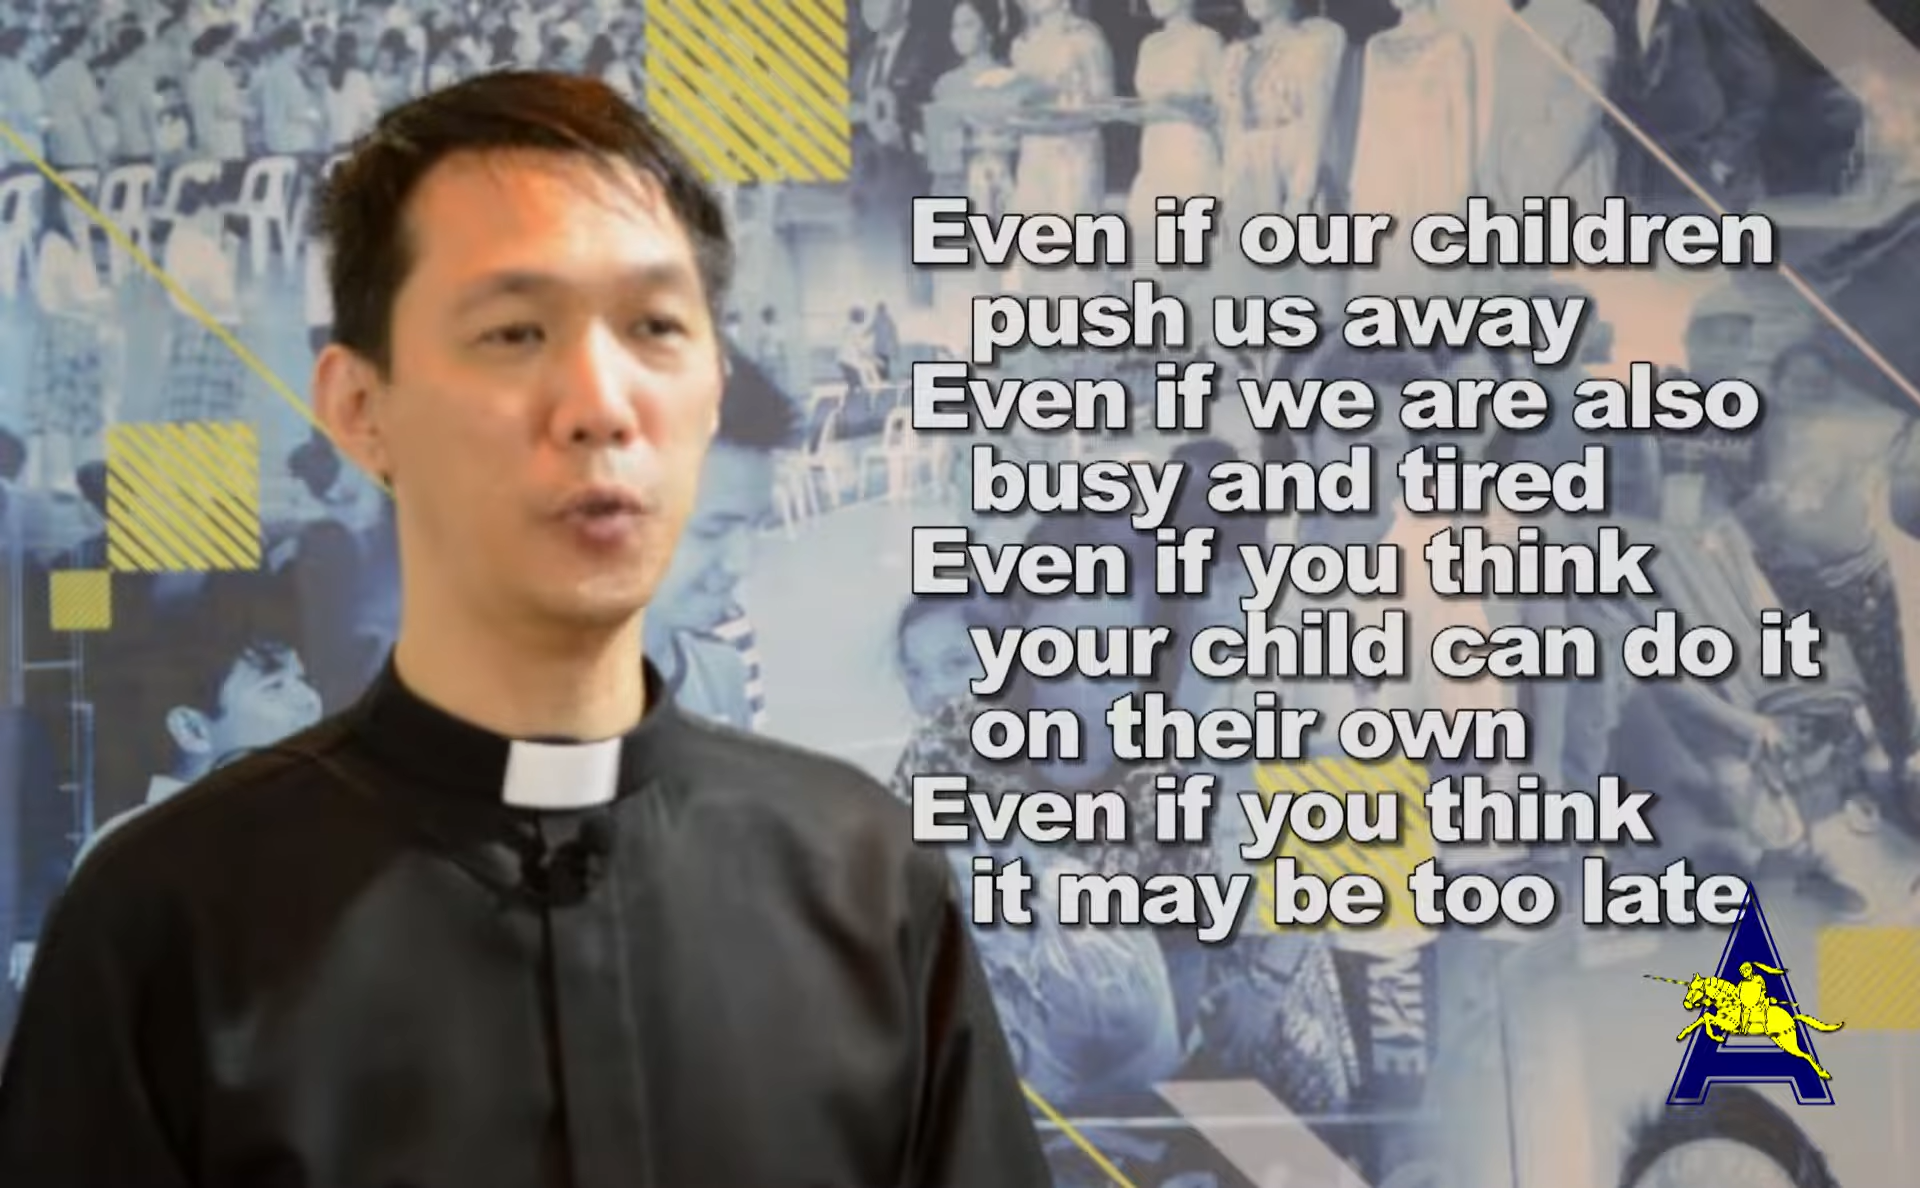 Even if our children
push us away
Even if we are also
busy and tired
Even if you think
your child can do it
on their own
Even if you think
it may be too late
A
NIKE